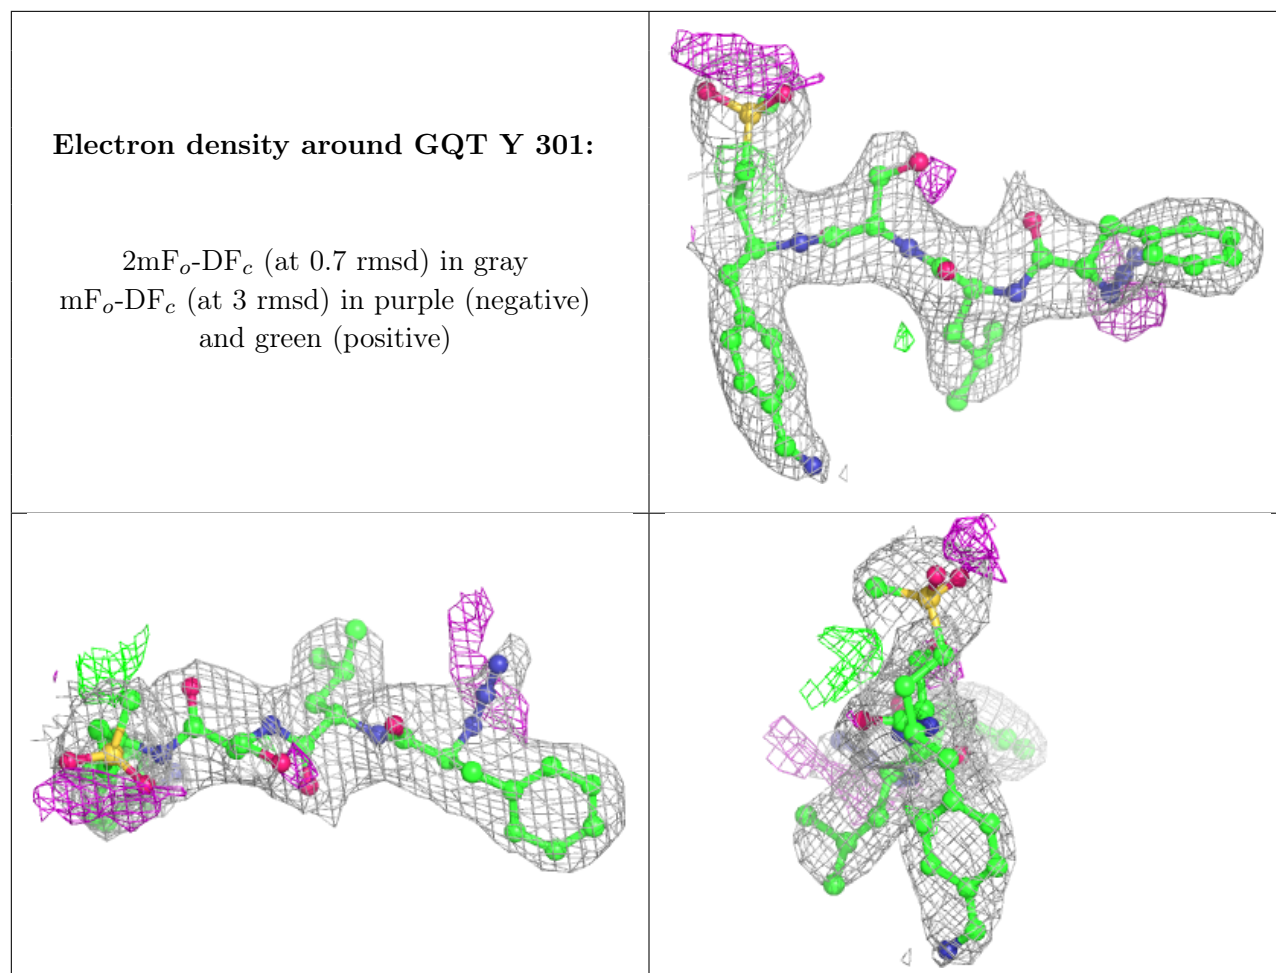 Electron density around GQT Y 301:
2mFo-DFc (at 0.7 rmsd) in gray
mFo-DFc (at 3 rmsd) in purple (negative)
and green (positive)